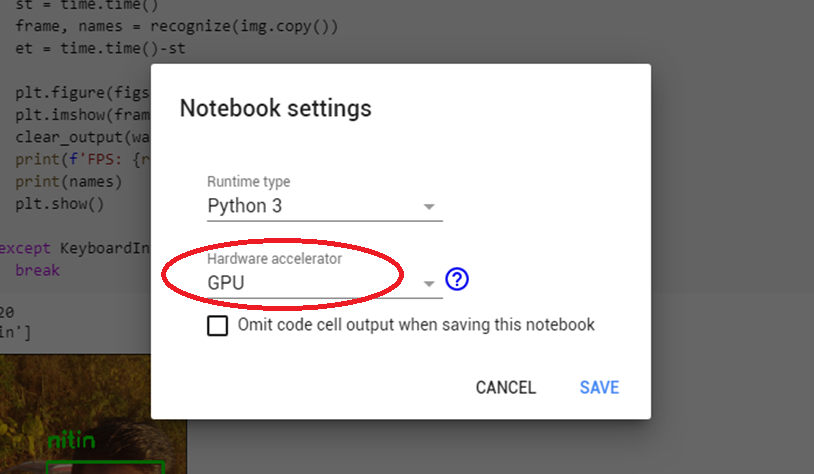 st = time.time()
frame, names = recognize(img.copy())
et = time.time()-st
plt.figure(figs
plt.imshow(fram
clear_output(wa
print(f'FPS: {r
print(names)
plt.show()
except KeyboardIn
break
20
in']
nitin
Notebook settings
Runtime type
Python 3
Hardware accelerator
GPU
?
Omit code cell output when saving this notebook
CANCEL SAVE